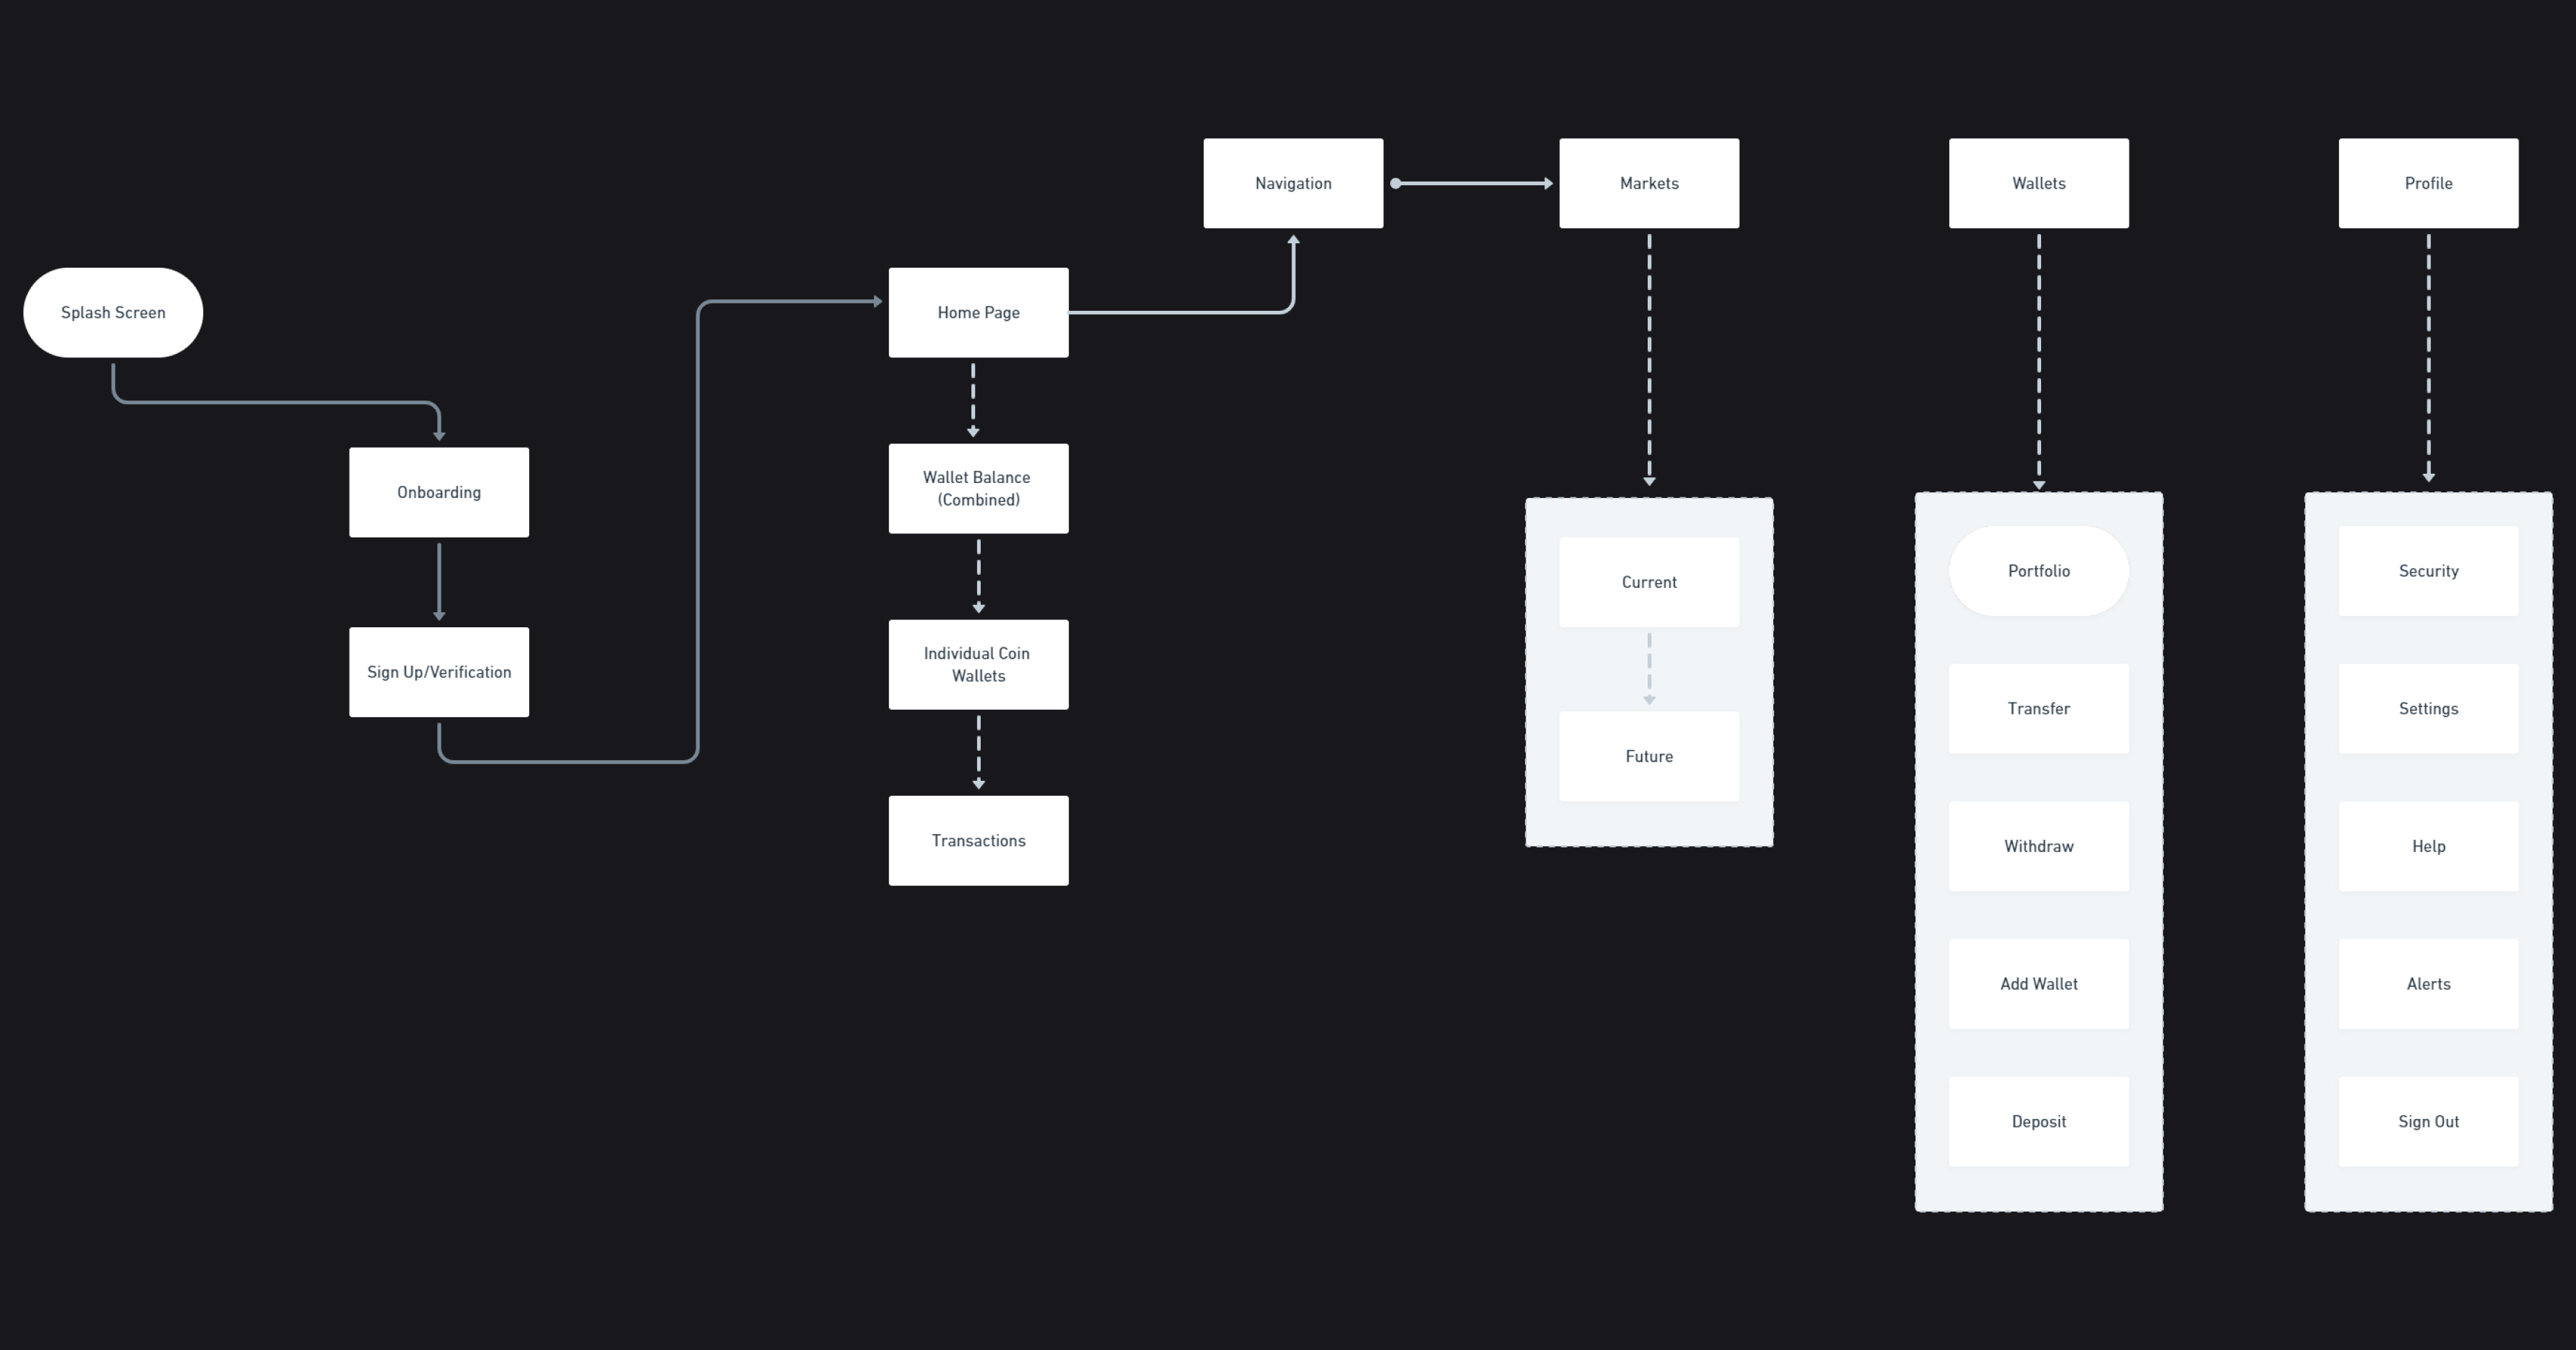 Navigation
Markets
Wallets
Profile
Splash Screen
Home Page
Onboarding
Sign Up/Verification
Wallet Balance
(Combined)
Individual Coin
Wallets
Transactions
Current
Future
Portfolio
Transfer
Withdraw
Add Wallet
Deposit
Security
Settings
Help
Alerts
Sign Out